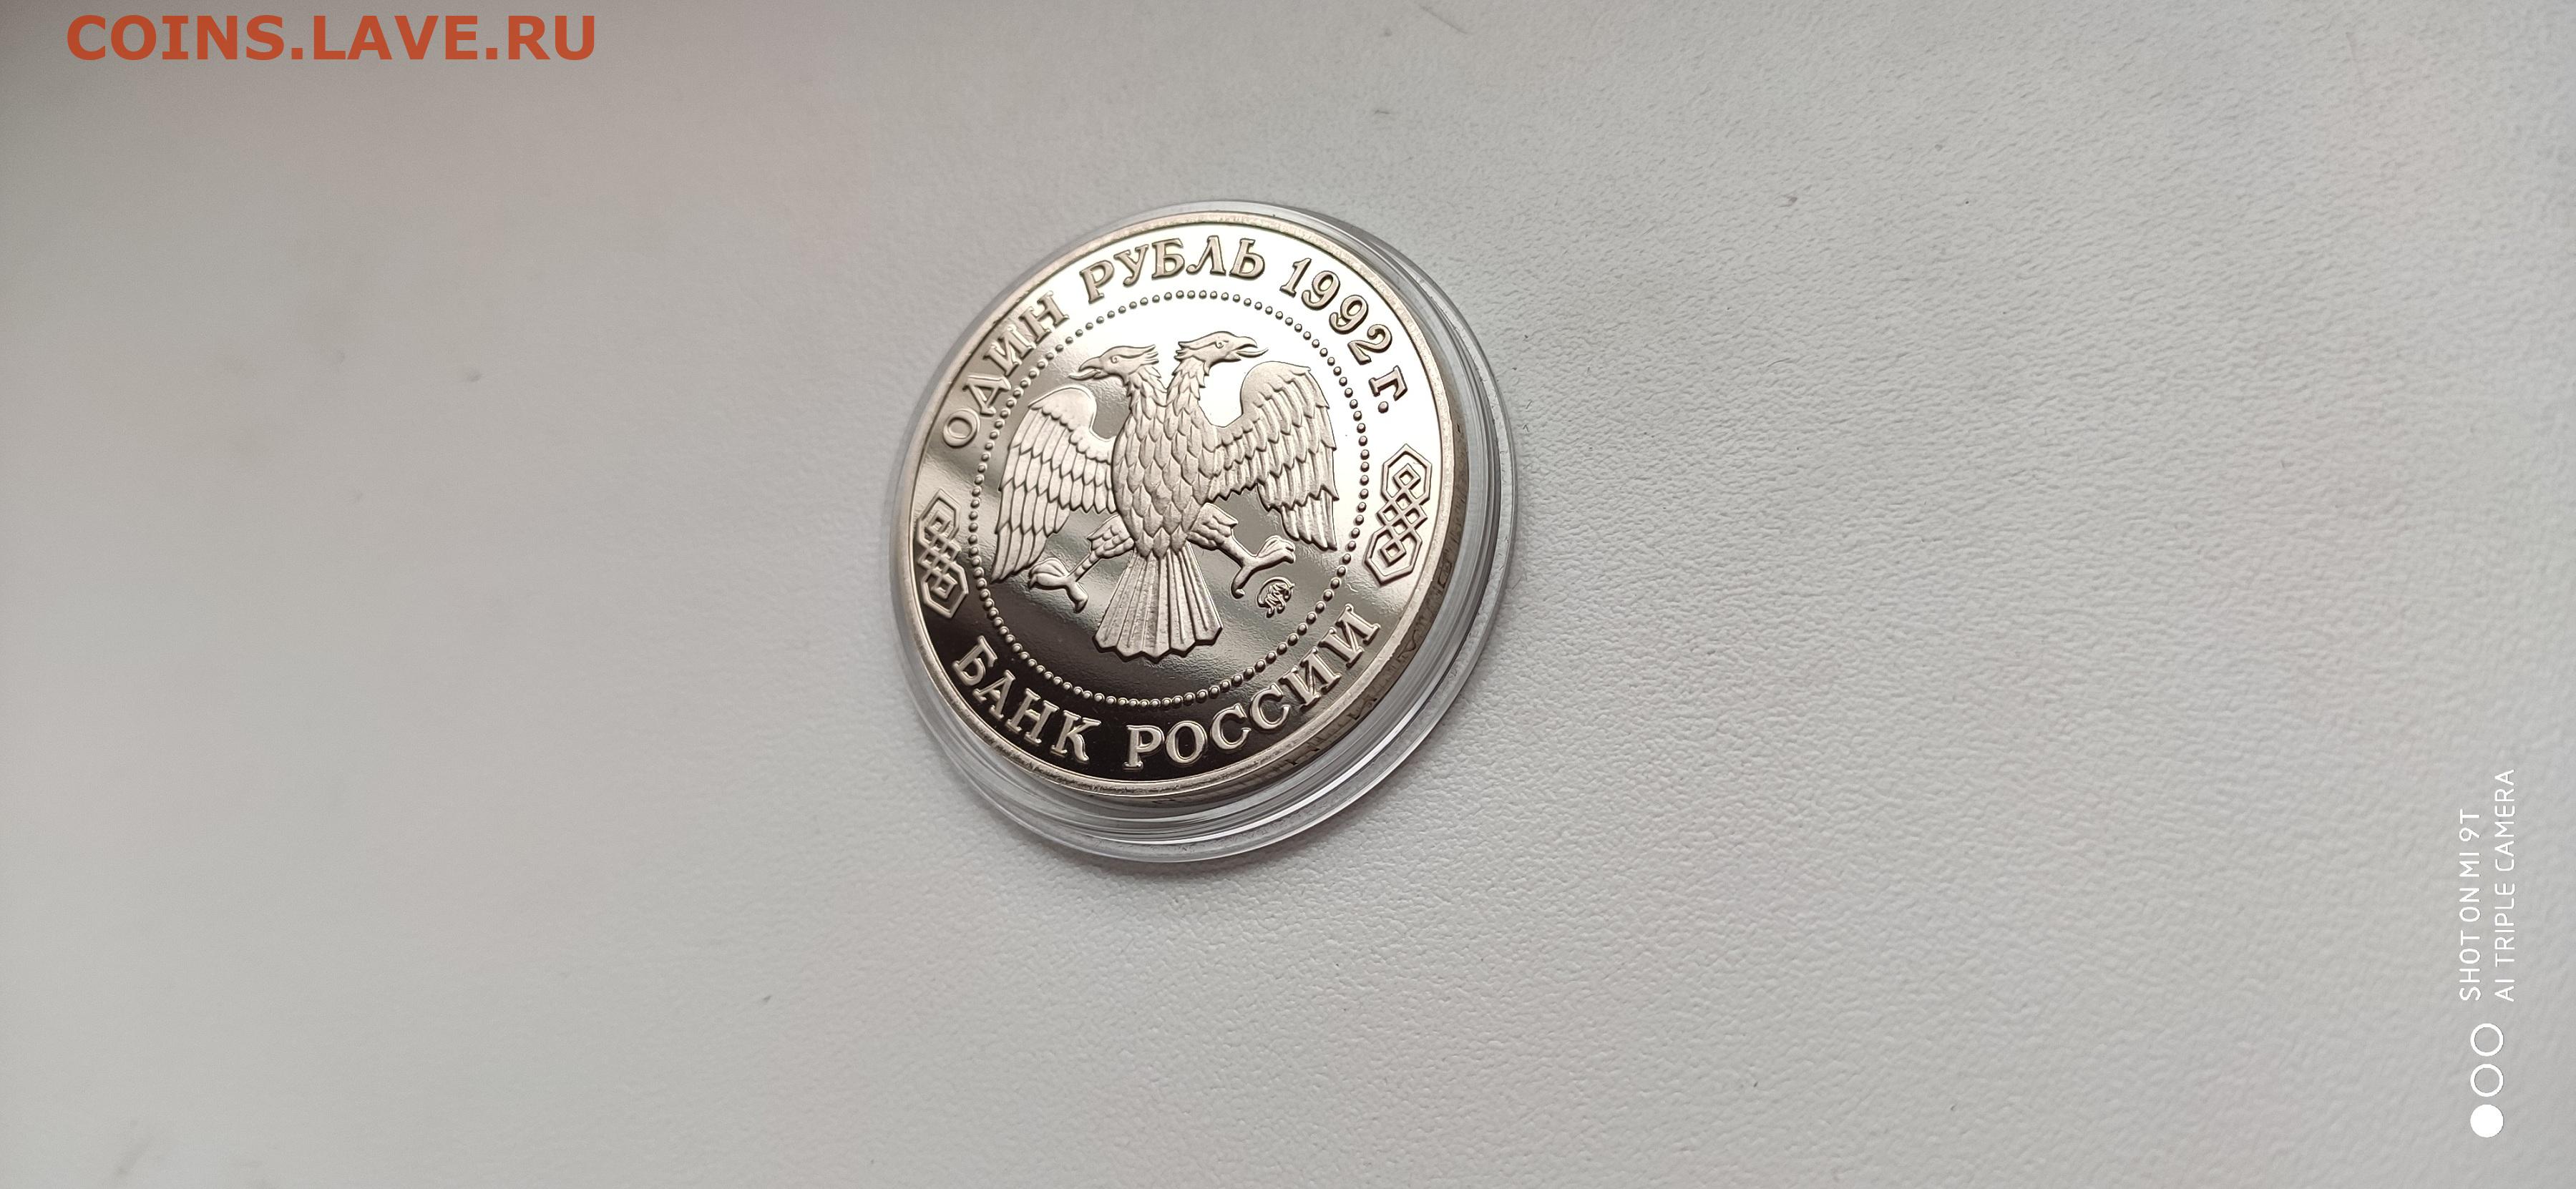 COINS.LAVE.RU
ОДИН РУБЛЬ 1992 г.
БАНК РОССИИ
SHOT ON MI 9T
AI TRIPLE CAMERA